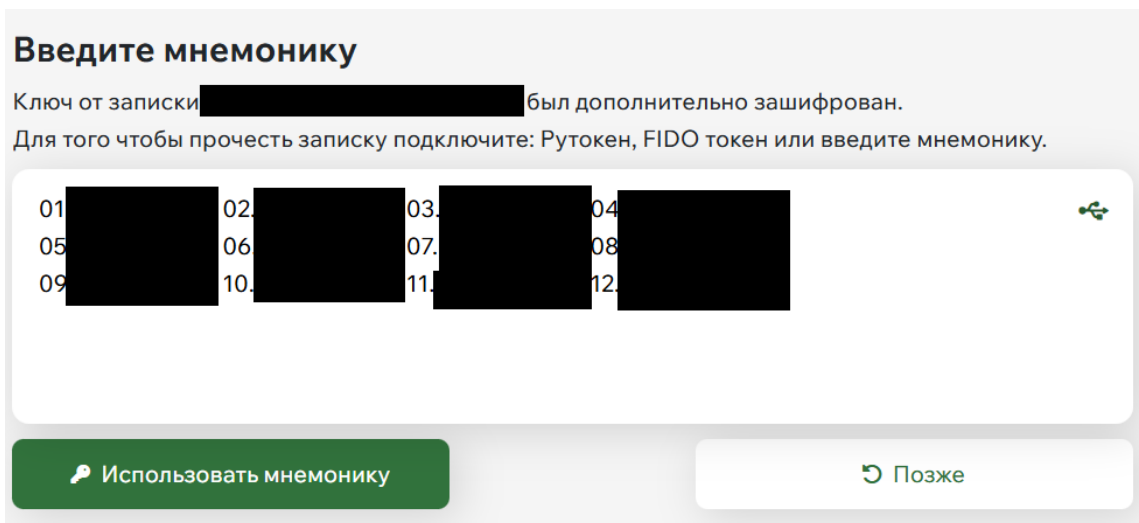 Введите мнемонику
Ключ от записки был дополнительно зашифрован.
Для того чтобы прочесть записку подключите: Рутокен, FIDO токен или введите мнемонику.
01 02. 03. 04
05 06 07. 08
09 10. 11. 12.
Использовать мнемонику Позже